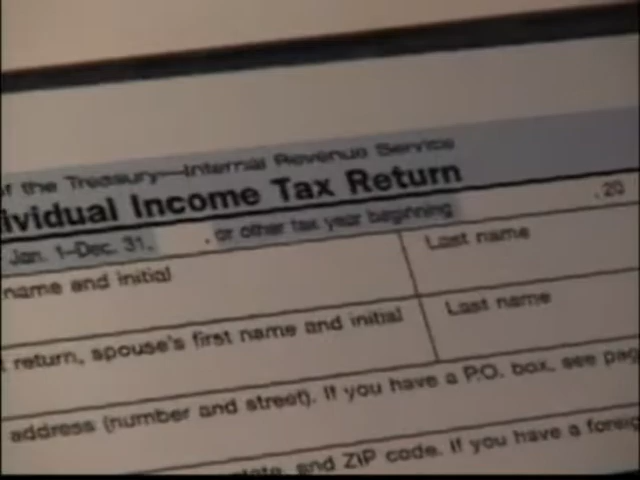 of the Treasury—Internal Revenue Service
ividual Income Tax Return
Jan. 1–Dec. 31, , or other tax year beginning , 20
name and initial Last name
return, spouse's first name and initial Last name
address (number and street). If you have a P.O. box, see pag
state, and ZIP code. If you have a foreig